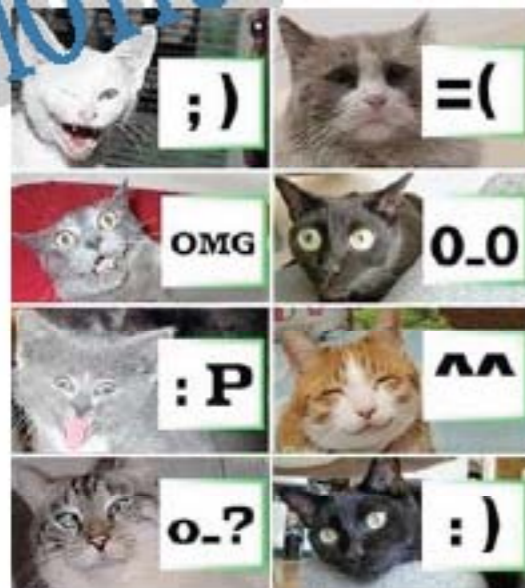 ; )
=(
OMG
0_0
: P
^^
o_?
: )